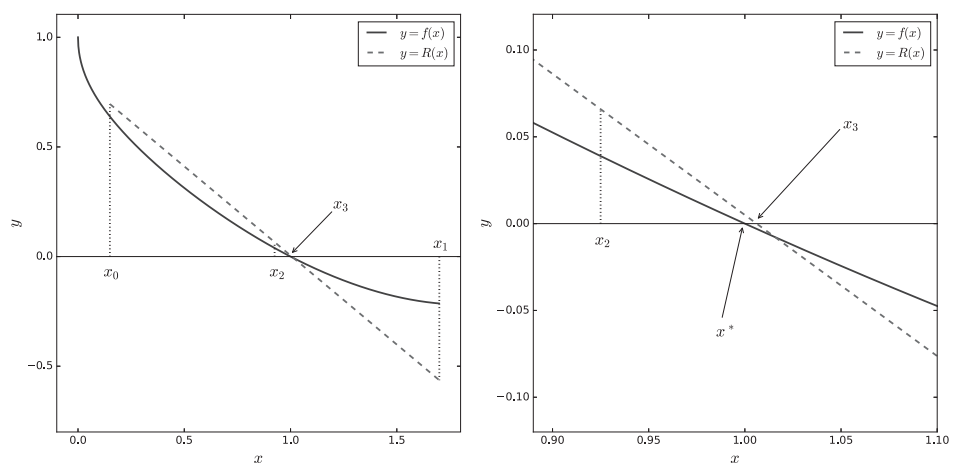 y = f(x)
y = R(x)
1.0
0.5
0.0
−0.5
y
x₃
x₁
x₀
x₂
0.0
0.5
1.0
1.5
x
y = f(x)
y = R(x)
0.10
0.05
0.00
−0.05
−0.10
y
x₃
x₂
x*
0.90
0.95
1.00
1.05
1.10
x